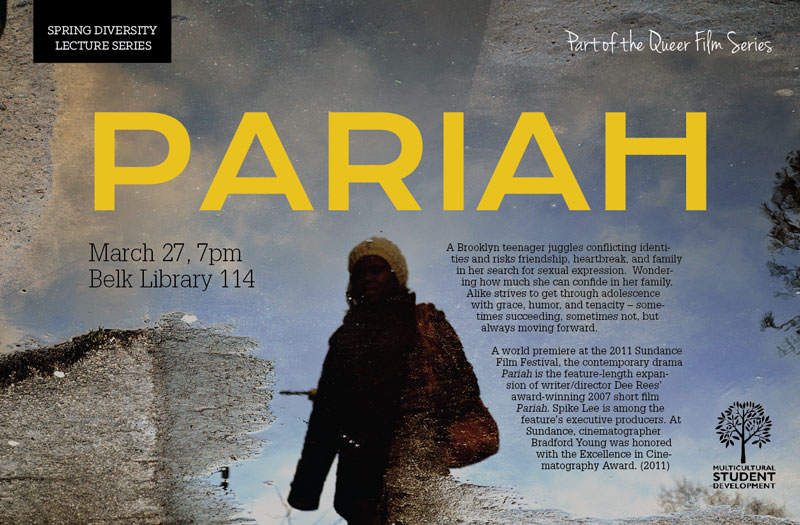 SPRING DIVERSITY
LECTURE SERIES
Part of the Queer Film Series
PARIAH
March 27, 7pm
Belk Library 114
A Brooklyn teenager juggles conflicting identi-
ties and risks friendship, heartbreak, and family
in her search for sexual expression.  Wonder-
ing how much she can confide in her family,
Alike strives to get through adolescence
with grace, humor, and tenacity – some-
times succeeding, sometimes not, but
always moving forward.
A world premiere at the 2011 Sundance
Film Festival, the contemporary drama
Pariah is the feature-length expan-
sion of writer/director Dee Rees'
award-winning 2007 short film
Pariah. Spike Lee is among the
feature's executive producers. At
Sundance, cinematographer
Bradford Young was honored
with the Excellence in Cine-
matography Award. (2011)
MULTICULTURAL
STUDENT
DEVELOPMENT